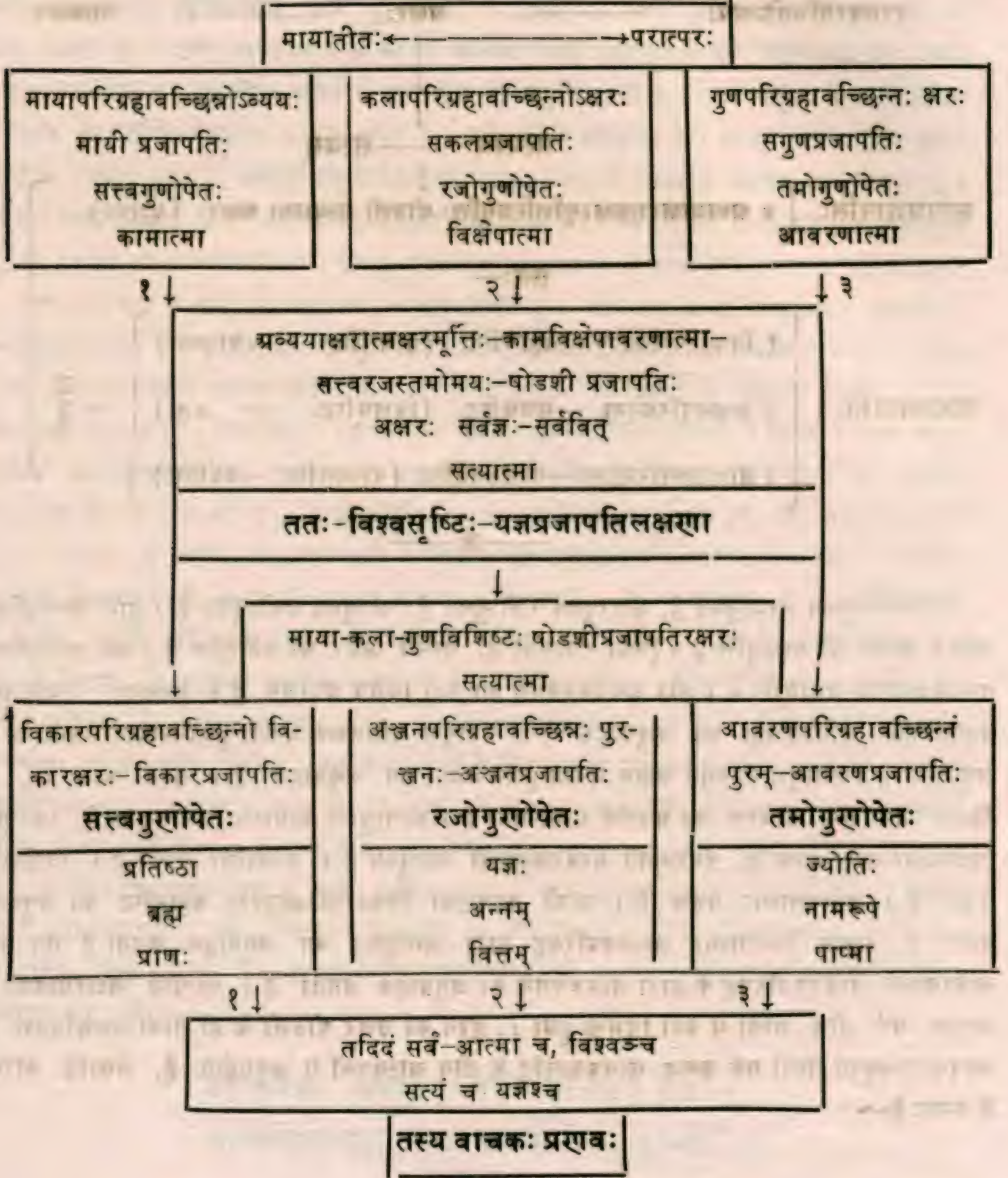 मायातीतः←————→परात्परः
मायापरिग्रहावच्छिन्नोऽव्ययः
मायी प्रजापतिः
सत्त्वगुणोपेतः
कामात्मा
कलापरिग्रहावच्छिन्नोऽक्षरः
सकलप्रजापतिः
रजोगुणोपेतः
विक्षेपात्मा
गुणपरिग्रहावच्छिन्नः क्षरः
सगुणप्रजापतिः
तमोगुणोपेतः
आवरणात्मा
१↓ २↓ ↓३
अव्ययाक्षरात्मक्षरमूर्त्तिः-कामविक्षेपावरणात्मा-
सत्त्वरजस्तमोमयः-षोडशी प्रजापतिः
अक्षरः सर्वज्ञः-सर्ववित्
सत्यात्मा
ततः-विश्वसृष्टिः-यज्ञप्रजापतिलक्षणा
↓
माया-कला-गुणविशिष्टः षोडशीप्रजापतिरक्षरः
सत्यात्मा
विकारपरिग्रहावच्छिन्नो वि-
कारक्षरः-विकारप्रजापतिः
सत्त्वगुणोपेतः
प्रतिष्ठा
ब्रह्म
प्राणः
अञ्जनपरिग्रहावच्छिन्नः पुर-
ञ्जनः-अञ्जनप्रजापतिः
रजोगुणोपेतः
यज्ञः
अन्नम्
वित्तम्
आवरणपरिग्रहावच्छिन्नं
पुरम्-आवरणप्रजापतिः
तमोगुणोपेतः
ज्योतिः
नामरूपे
पाप्मा
१↓ २↓ ३↓
तदिदं सर्वं-आत्मा च, विश्वञ्च
सत्यं च यज्ञश्च
तस्य वाचकः प्रणवः